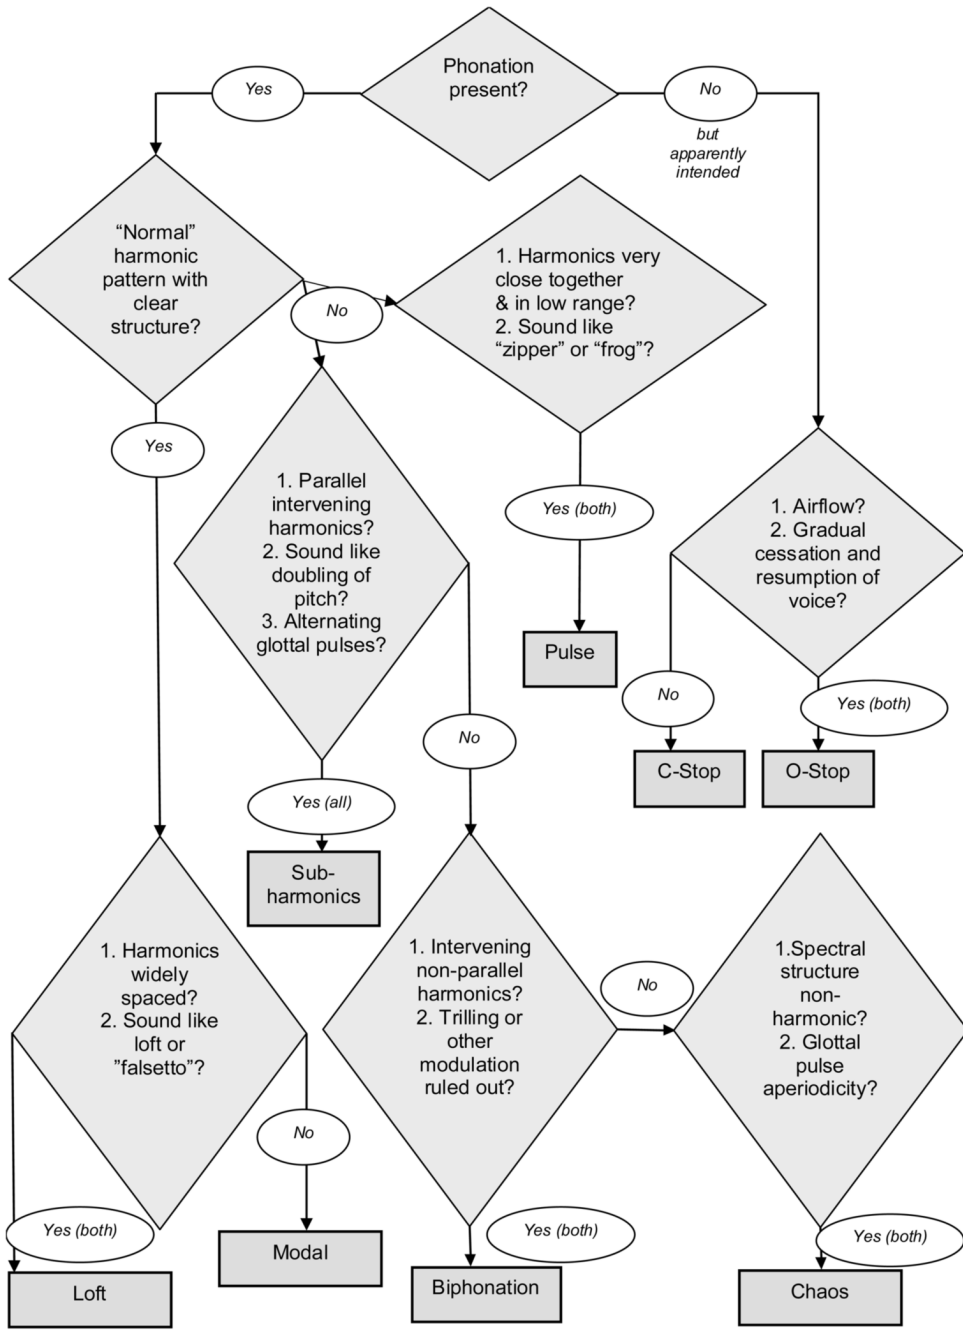 Phonation
present?
Yes
No
but
apparently
intended
“Normal”
harmonic
pattern with
clear
structure?
1. Harmonics very
close together
& in low range?
2. Sound like
“zipper” or “frog”?
No
Yes
1. Parallel
intervening
harmonics?
2. Sound like
doubling of
pitch?
3. Alternating
glottal pulses?
Yes (both)
1. Airflow?
2. Gradual
cessation and
resumption of
voice?
Pulse
No
Yes (both)
No
C-Stop
O-Stop
Yes (all)
Sub-
harmonics
1. Harmonics
widely
spaced?
2. Sound like
loft or
”falsetto”?
1. Intervening
non-parallel
harmonics?
2. Trilling or
other
modulation
ruled out?
No
1.Spectral
structure
non-
harmonic?
2. Glottal
pulse
aperiodicity?
No
Yes (both)
Yes (both)
Yes (both)
Loft
Modal
Biphonation
Chaos